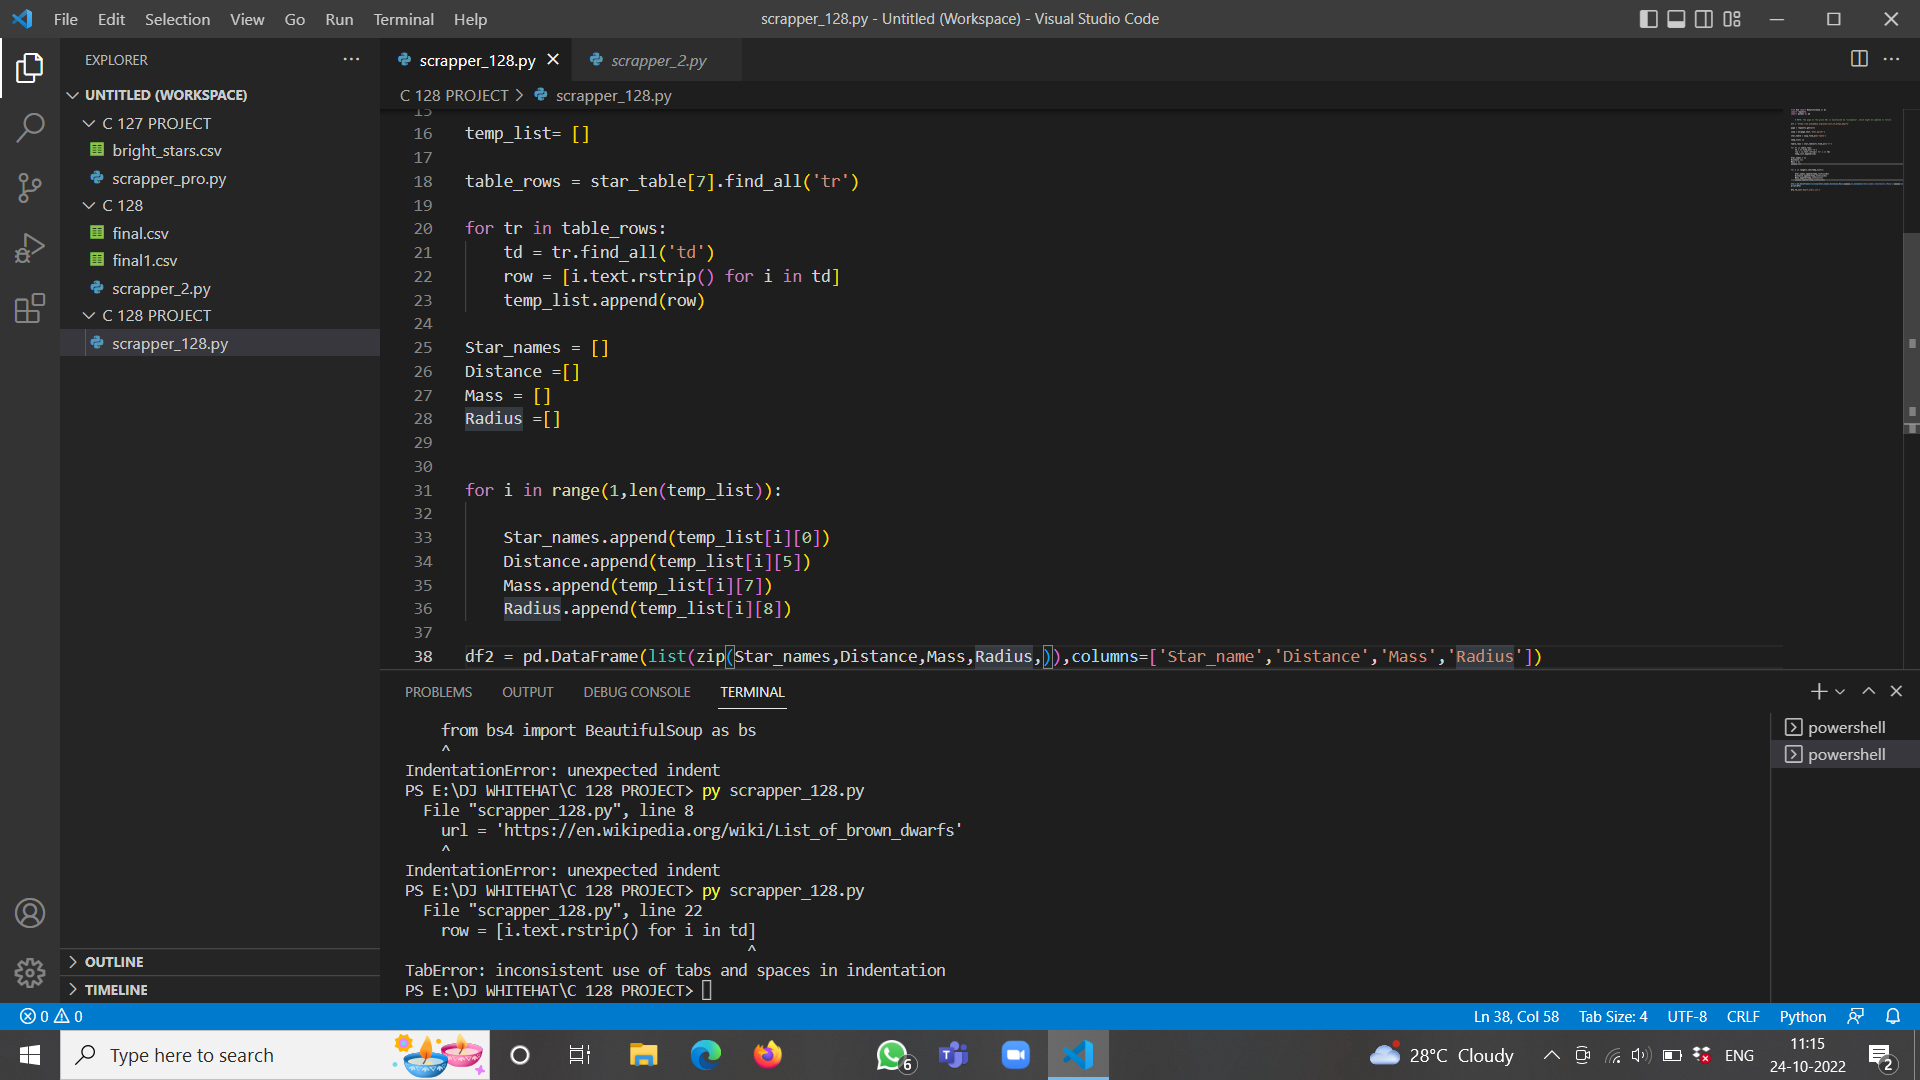 File Edit Selection View Go Run Terminal Help
scrapper_128.py - Untitled (Workspace) - Visual Studio Code
EXPLORER
UNTITLED (WORKSPACE)
C 127 PROJECT
bright_stars.csv
scrapper_pro.py
C 128
final.csv
final1.csv
scrapper_2.py
C 128 PROJECT
scrapper_128.py
OUTLINE
TIMELINE
scrapper_128.py
scrapper_2.py
C 128 PROJECT > scrapper_128.py
15
16 temp_list= []
17
18 table_rows = star_table[7].find_all('tr')
19
20 for tr in table_rows:
21 td = tr.find_all('td')
22 row = [i.text.rstrip() for i in td]
23 temp_list.append(row)
24
25 Star_names = []
26 Distance =[]
27 Mass = []
28 Radius =[]
29
30
31 for i in range(1,len(temp_list)):
32
33 Star_names.append(temp_list[i][0])
34 Distance.append(temp_list[i][5])
35 Mass.append(temp_list[i][7])
36 Radius.append(temp_list[i][8])
37
38 df2 = pd.DataFrame(list(zip(Star_names,Distance,Mass,Radius,)),columns=['Star_name','Distance','Mass','Radius'])
PROBLEMS OUTPUT DEBUG CONSOLE TERMINAL
from bs4 import BeautifulSoup as bs
^
IndentationError: unexpected indent
PS E:\DJ WHITEHAT\C 128 PROJECT> py scrapper_128.py
File "scrapper_128.py", line 8
url = 'https://en.wikipedia.org/wiki/List_of_brown_dwarfs'
^
IndentationError: unexpected indent
PS E:\DJ WHITEHAT\C 128 PROJECT> py scrapper_128.py
File "scrapper_128.py", line 22
row = [i.text.rstrip() for i in td]
^
TabError: inconsistent use of tabs and spaces in indentation
PS E:\DJ WHITEHAT\C 128 PROJECT>
powershell
powershell
0 0
Ln 38, Col 58 Tab Size: 4 UTF-8 CRLF Python
Type here to search
6
28°C Cloudy
ENG
11:15
24-10-2022
2